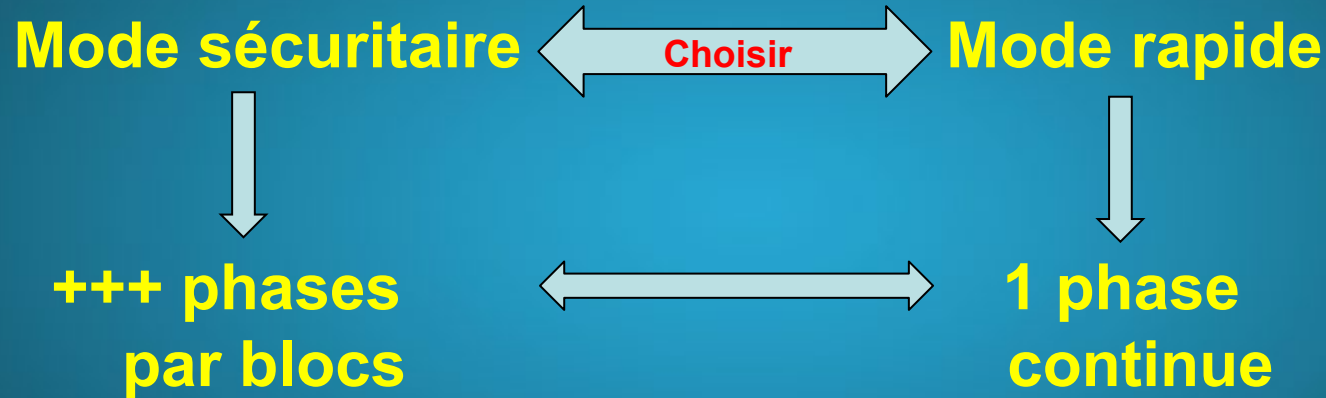 Mode sécuritaire
Choisir
Mode rapide
+++ phases
par blocs
1 phase
continue